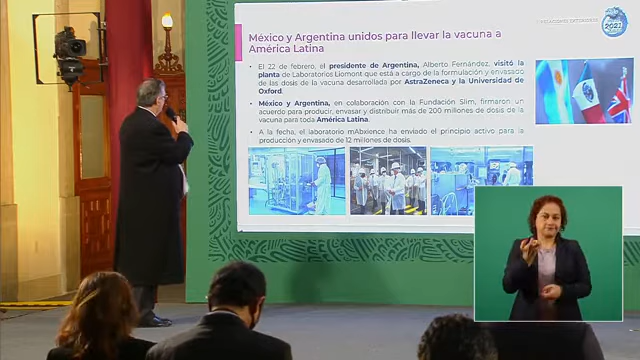 RELACIONES EXTERIORES
2021
México y Argentina unidos para llevar la vacuna a
América Latina
• El 22 de febrero, el presidente de Argentina, Alberto Fernández, visitó la
planta de Laboratorios Liomont que está a cargo de la formulación y envasado
de las dosis de la vacuna desarrollada por AstraZeneca y la Universidad de
Oxford.
• México y Argentina, en colaboración con la Fundación Slim, firmaron un
acuerdo para producir, envasar y distribuir más de 200 millones de dosis de la
vacuna para toda América Latina.
• A la fecha, el laboratorio mAbxience ha enviado el principio activo para la
producción y envasado de 12 millones de dosis.